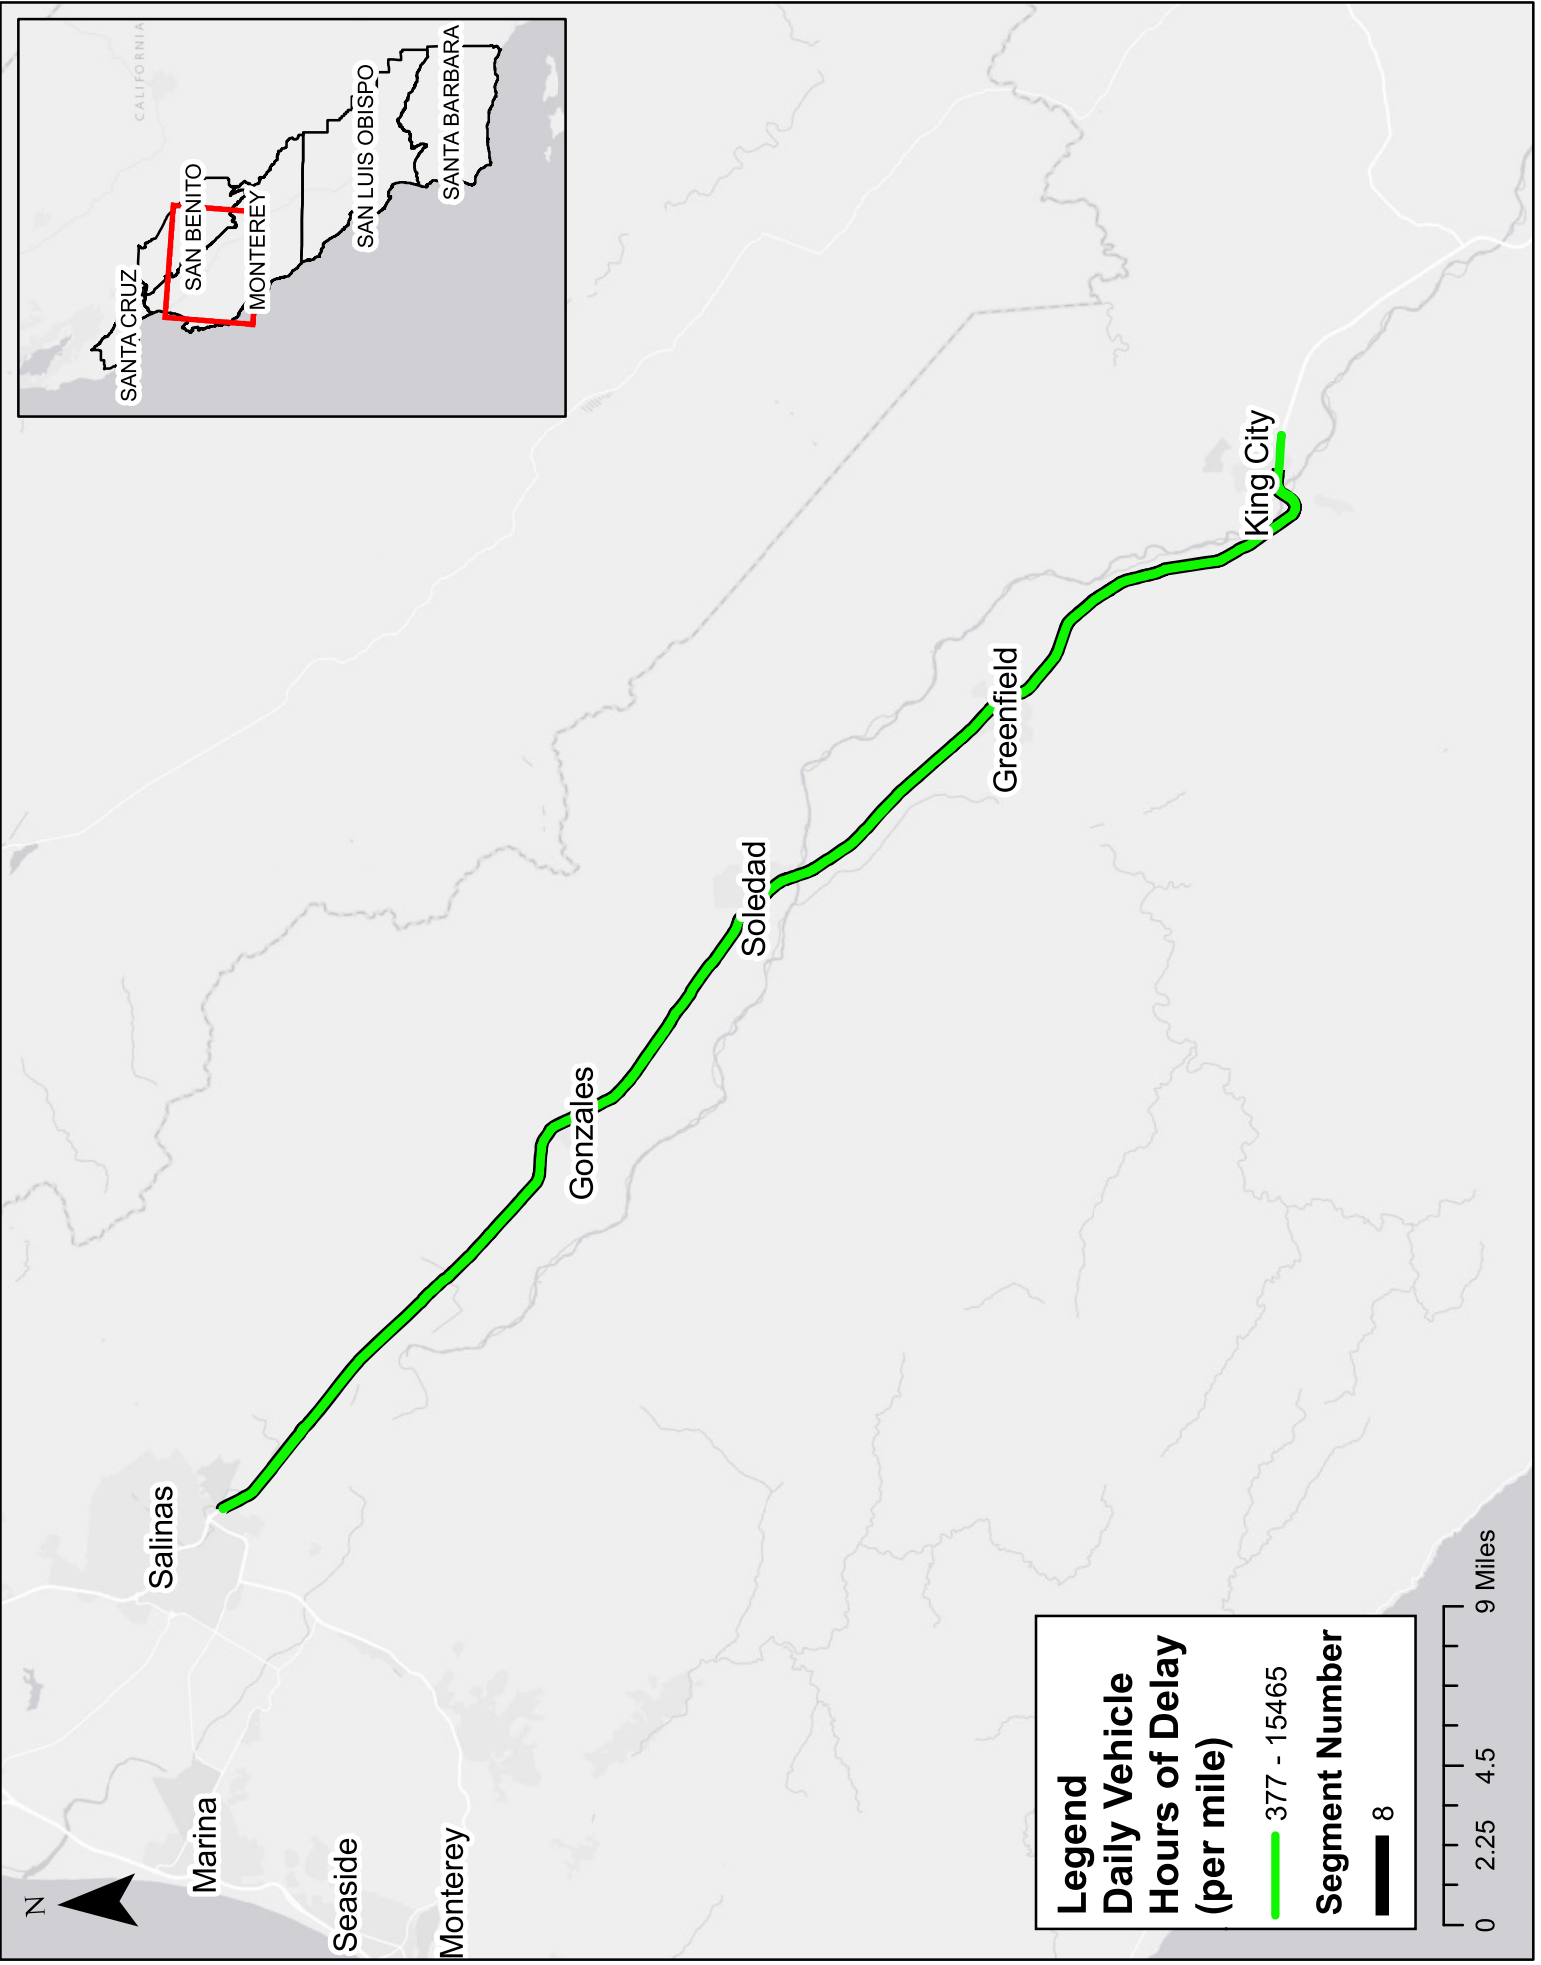 N
Marina
Seaside
Monterey
Salinas
Gonzales
Soledad
Greenfield
King City
CALIFORNIA
SANTA CRUZ
SAN BENITO
MONTEREY
SAN LUIS OBISPO
SANTA BARBARA
Legend
Daily Vehicle
Hours of Delay
(per mile)
377 - 15465
Segment Number
8
0 2.25 4.5 9 Miles